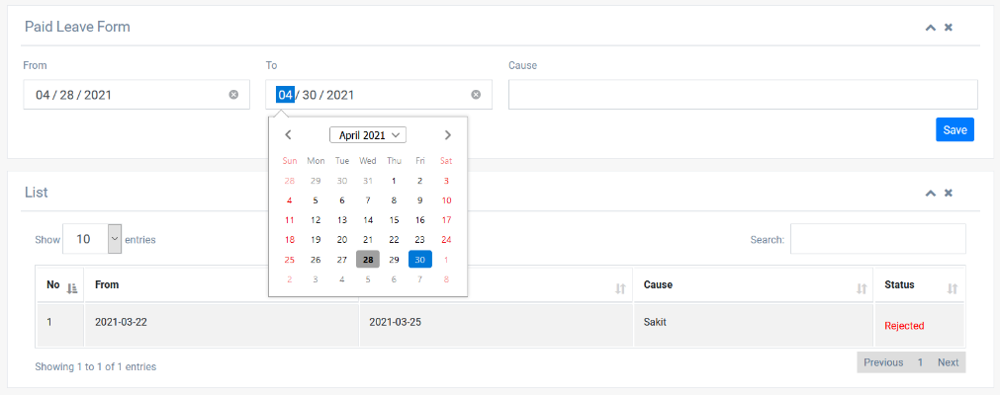 Paid Leave Form
From To Cause
04 / 28 / 2021 04 / 30 / 2021
April 2021
Save
Sun Mon Tue Wed Thu Fri Sat
28 29 30 31 1 2 3
4 5 6 7 8 9 10
11 12 13 14 15 16 17
18 19 20 21 22 23 24
25 26 27 28 29 30 1
2 3 4 5 6 7 8
List
Show 10 entries Search:
No From Cause Status
1 2021-03-22 2021-03-25 Sakit Rejected
Showing 1 to 1 of 1 entries Previous 1 Next